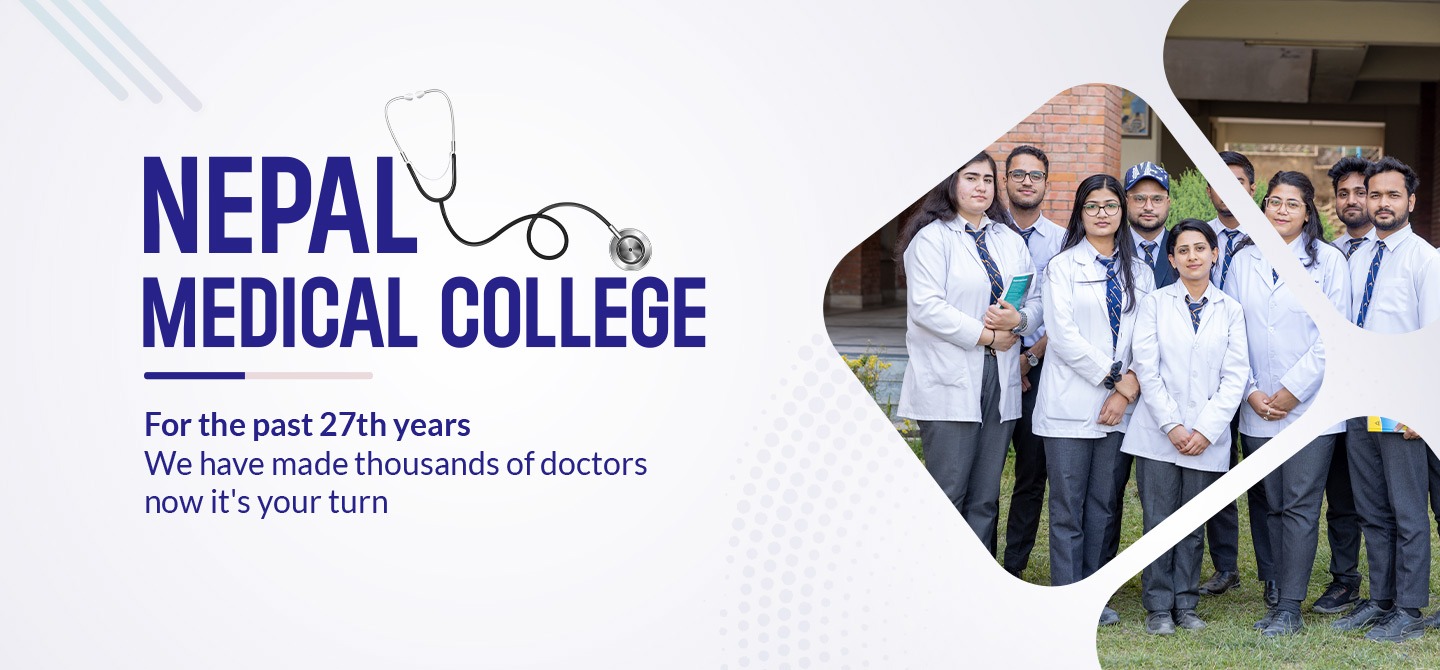 NEPAL
MEDICAL COLLEGE
For the past 27th years
We have made thousands of doctors
now it's your turn